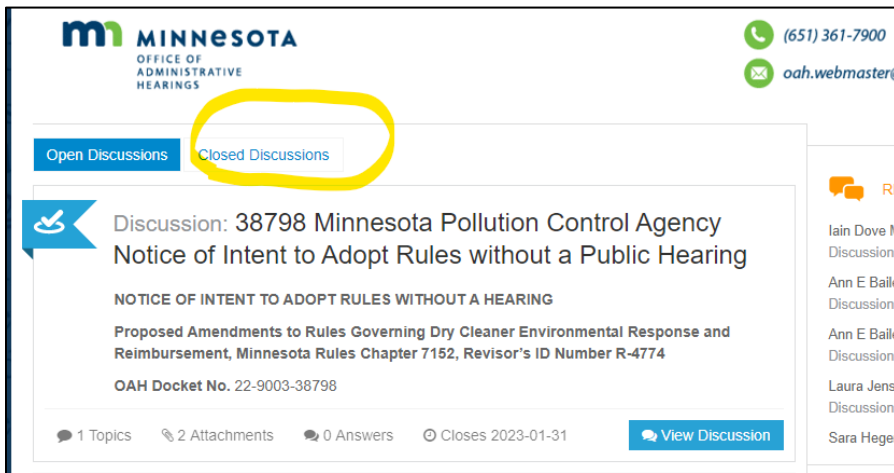 mn MINNESOTA
OFFICE OF
ADMINISTRATIVE
HEARINGS
(651) 361-7900
oah.webmaster@
Open Discussions
Closed Discussions
Discussion: 38798 Minnesota Pollution Control Agency
Notice of Intent to Adopt Rules without a Public Hearing
NOTICE OF INTENT TO ADOPT RULES WITHOUT A HEARING
Proposed Amendments to Rules Governing Dry Cleaner Environmental Response and
Reimbursement, Minnesota Rules Chapter 7152, Revisor's ID Number R-4774
OAH Docket No. 22-9003-38798
1 Topics
2 Attachments
0 Answers
Closes 2023-01-31
View Discussion
Iain Dove
Discussion
Ann E
Discussion
Ann E
Discussion
Laura
Discussion
Sara